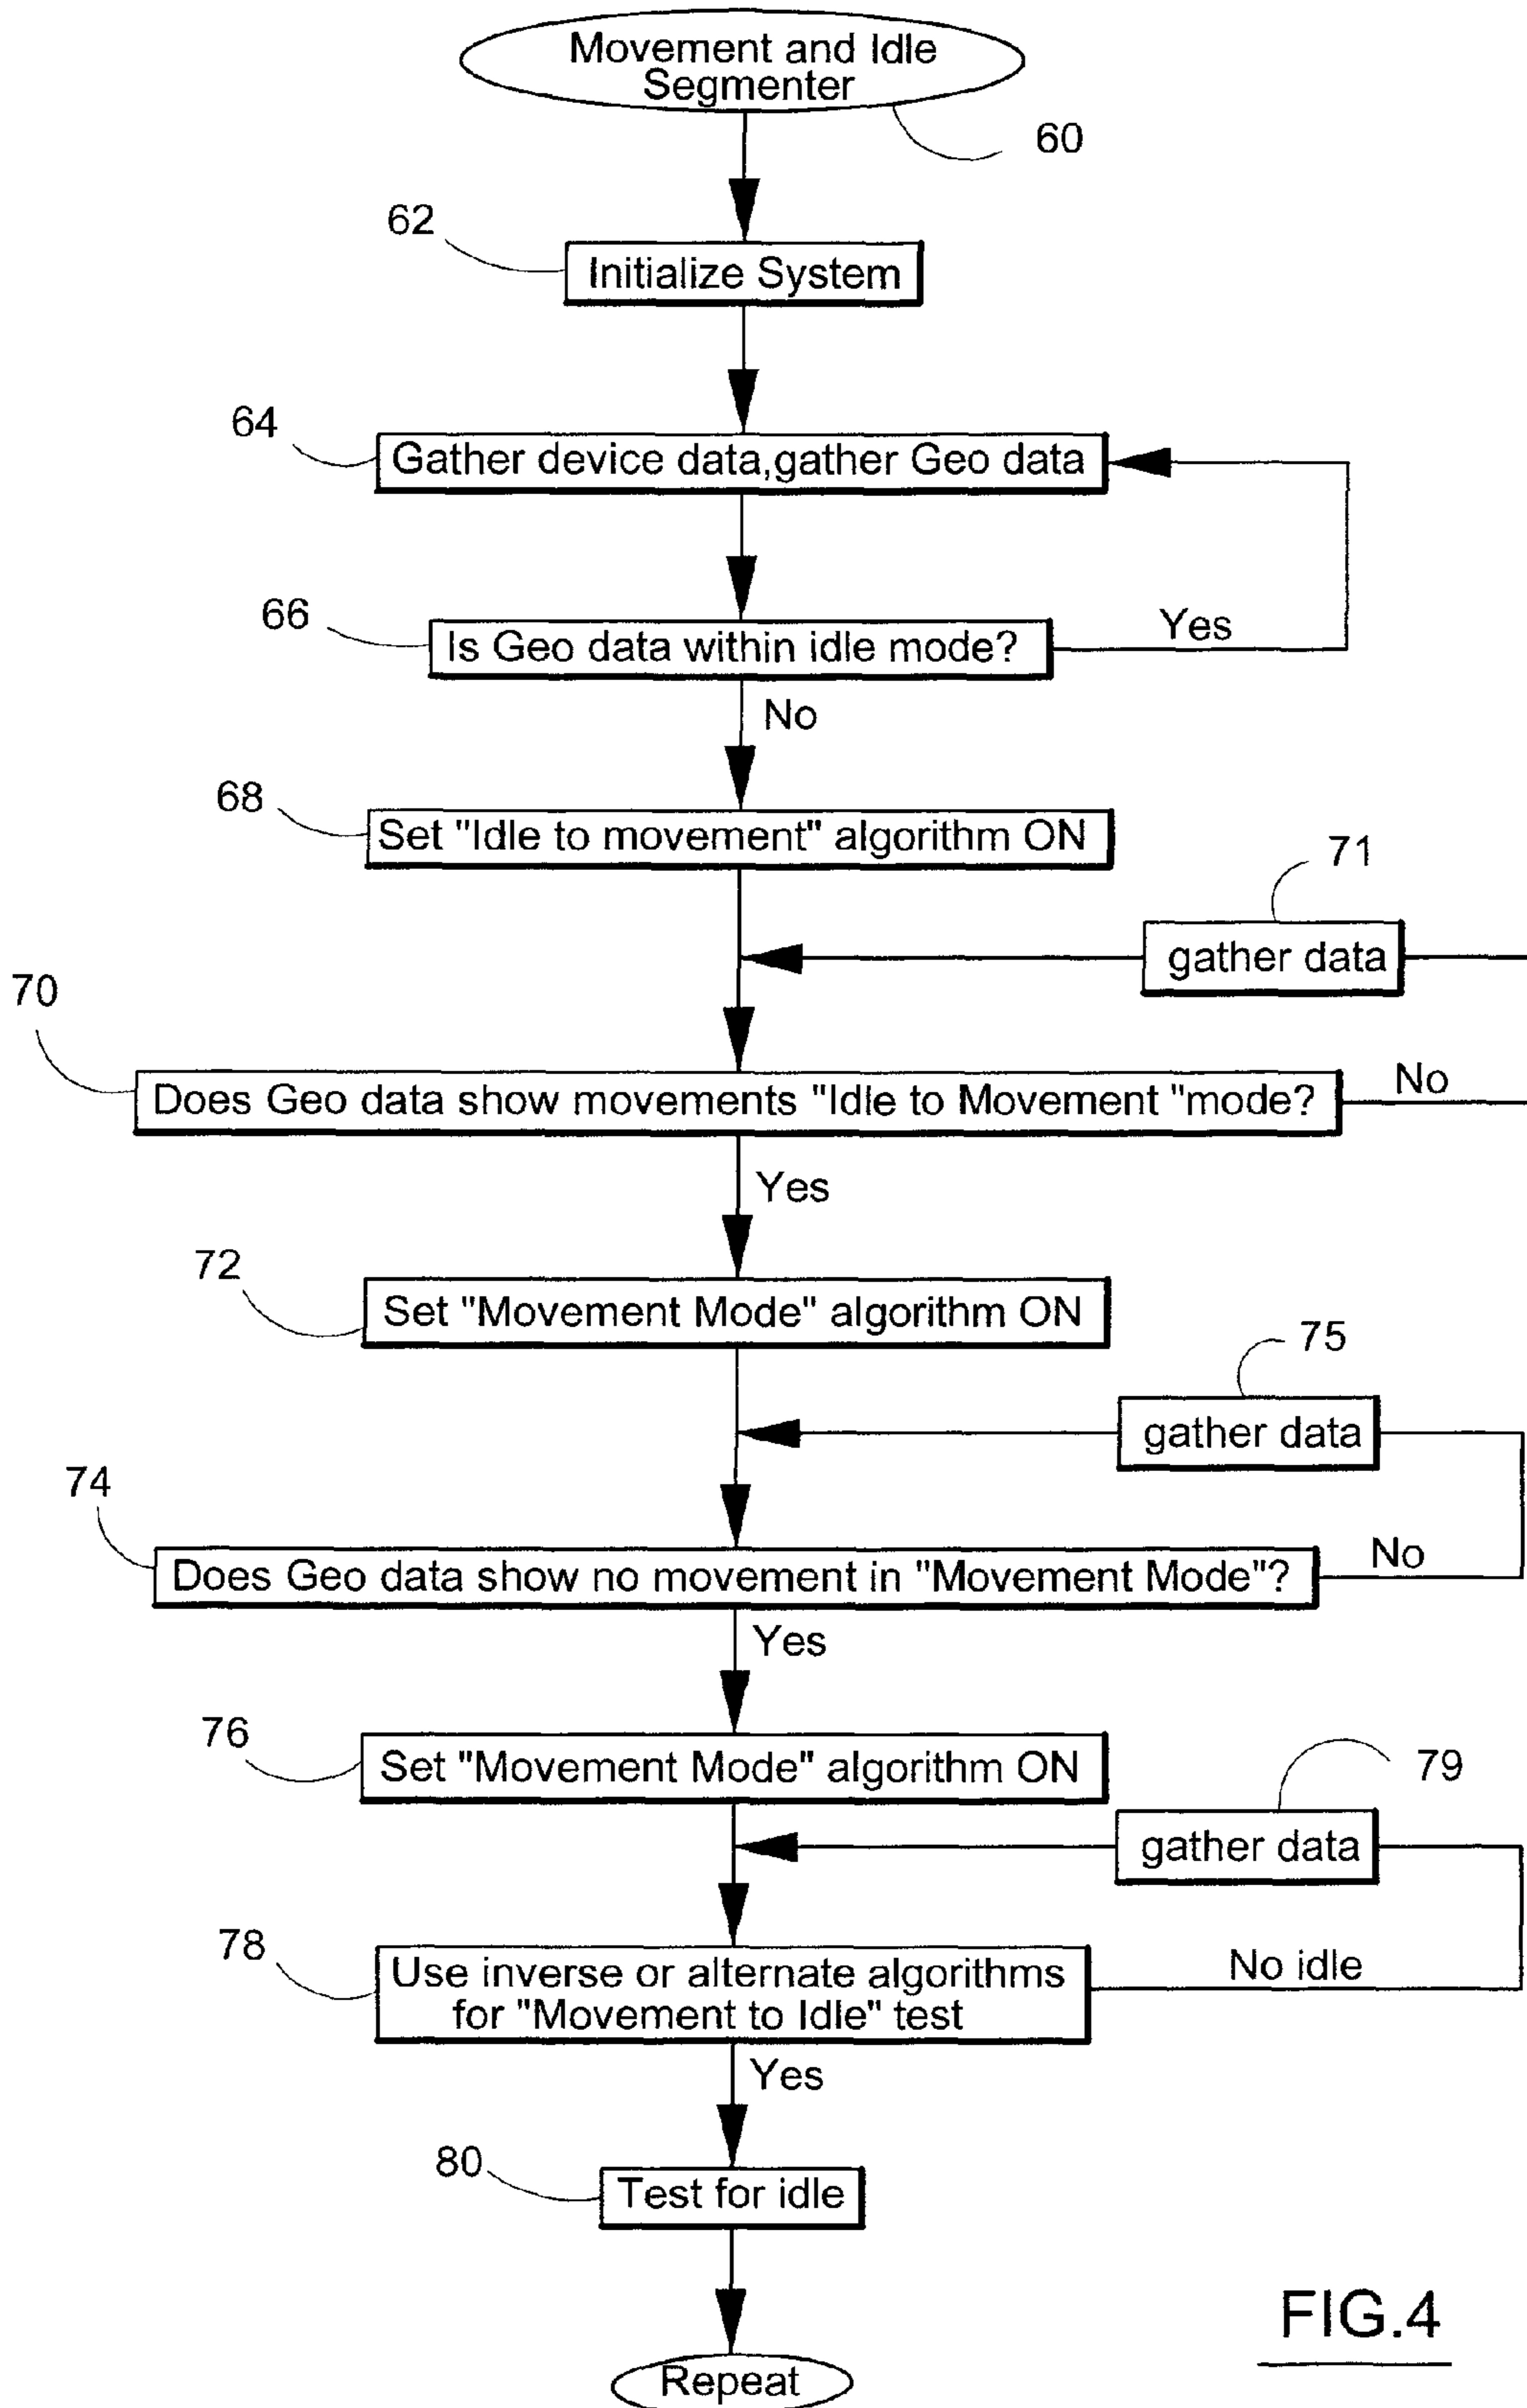 Movement and Idle
Segmenter
60
62
Initialize System
64
Gather device data,gather Geo data
66
Is Geo data within idle mode?
Yes
No
68
Set "Idle to movement" algorithm ON
71
gather data
70
Does Geo data show movements "Idle to Movement "mode?
No
Yes
72
Set "Movement Mode" algorithm ON
75
gather data
74
Does Geo data show no movement in "Movement Mode"?
No
Yes
76
Set "Movement Mode" algorithm ON
79
gather data
78
Use inverse or alternate algorithms
for "Movement to Idle" test
No idle
Yes
80
Test for idle
Repeat
FIG.4